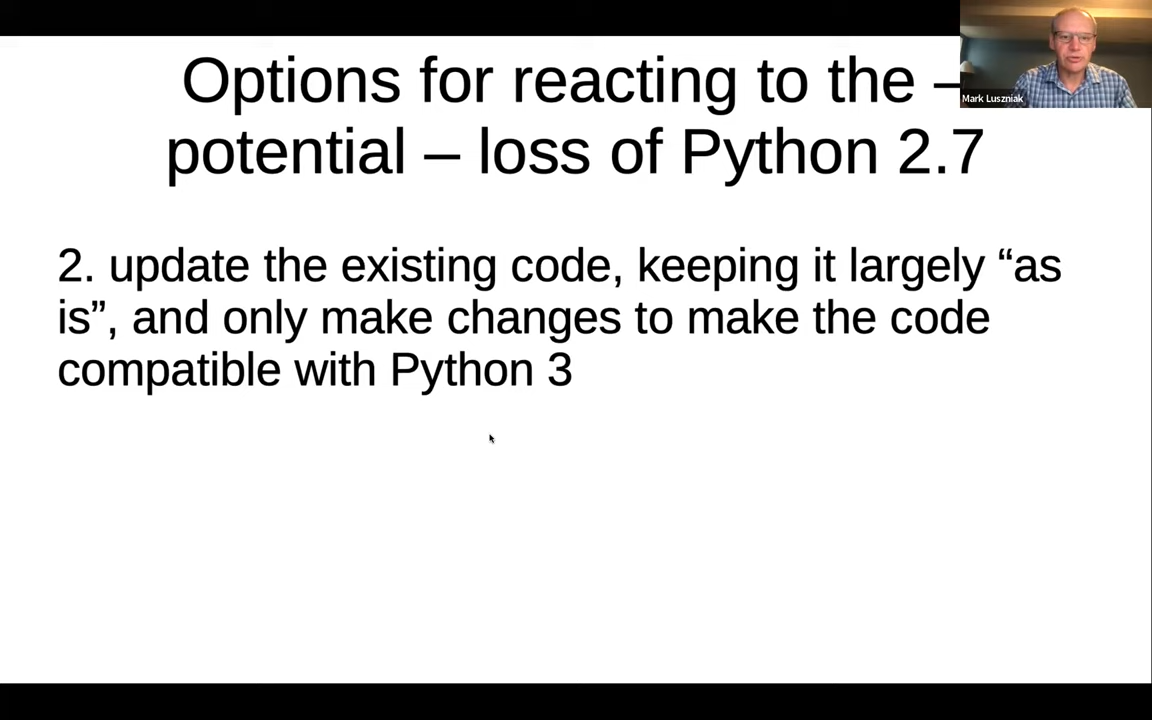 Options for reacting to the –
potential – loss of Python 2.7
Mark Luszniak
2. update the existing code, keeping it largely “as
is”, and only make changes to make the code
compatible with Python 3